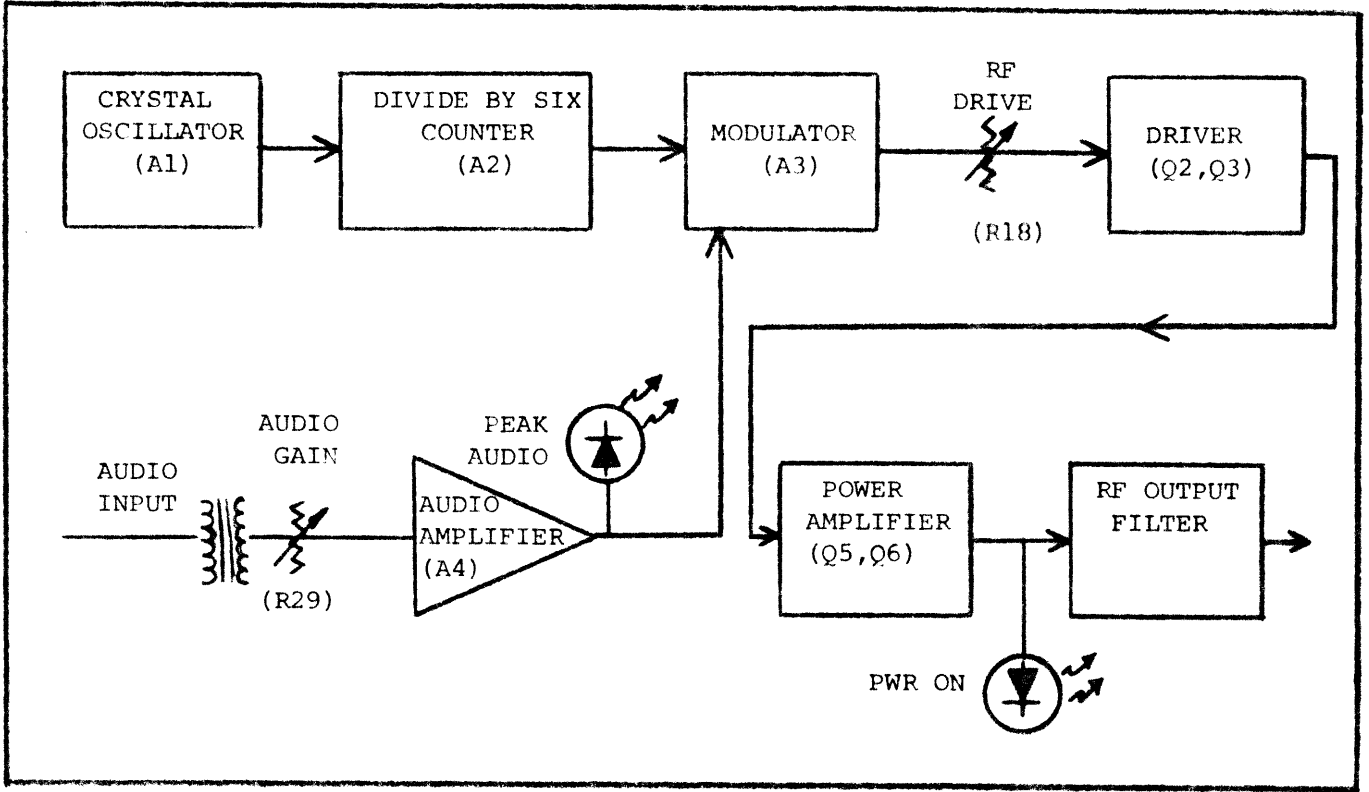 CRYSTAL
OSCILLATOR
(A1)
DIVIDE BY SIX
COUNTER
(A2)
MODULATOR
(A3)
RF
DRIVE
(R18)
DRIVER
(Q2,Q3)
AUDIO
INPUT
AUDIO
GAIN
(R29)
AUDIO
AMPLIFIER
(A4)
PEAK
AUDIO
POWER
AMPLIFIER
(Q5,Q6)
RF OUTPUT
FILTER
PWR ON